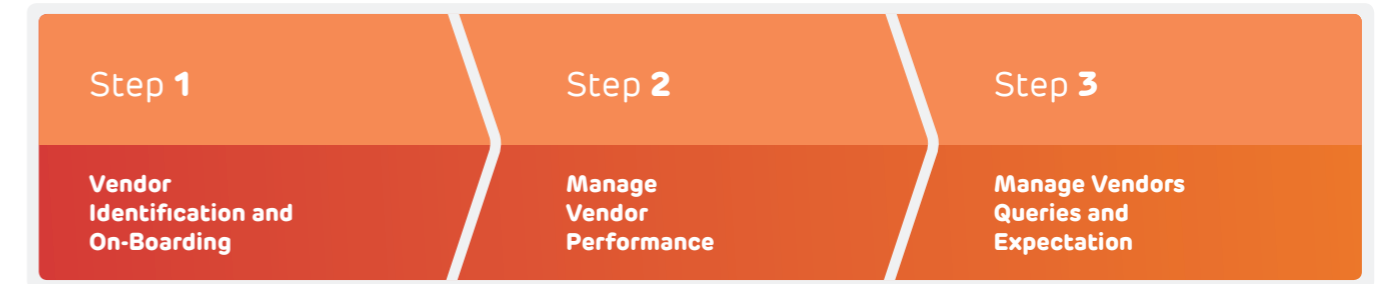 Step 1
Vendor
Identification and
On-Boarding
Step 2
Manage
Vendor
Performance
Step 3
Manage Vendors
Queries and
Expectation